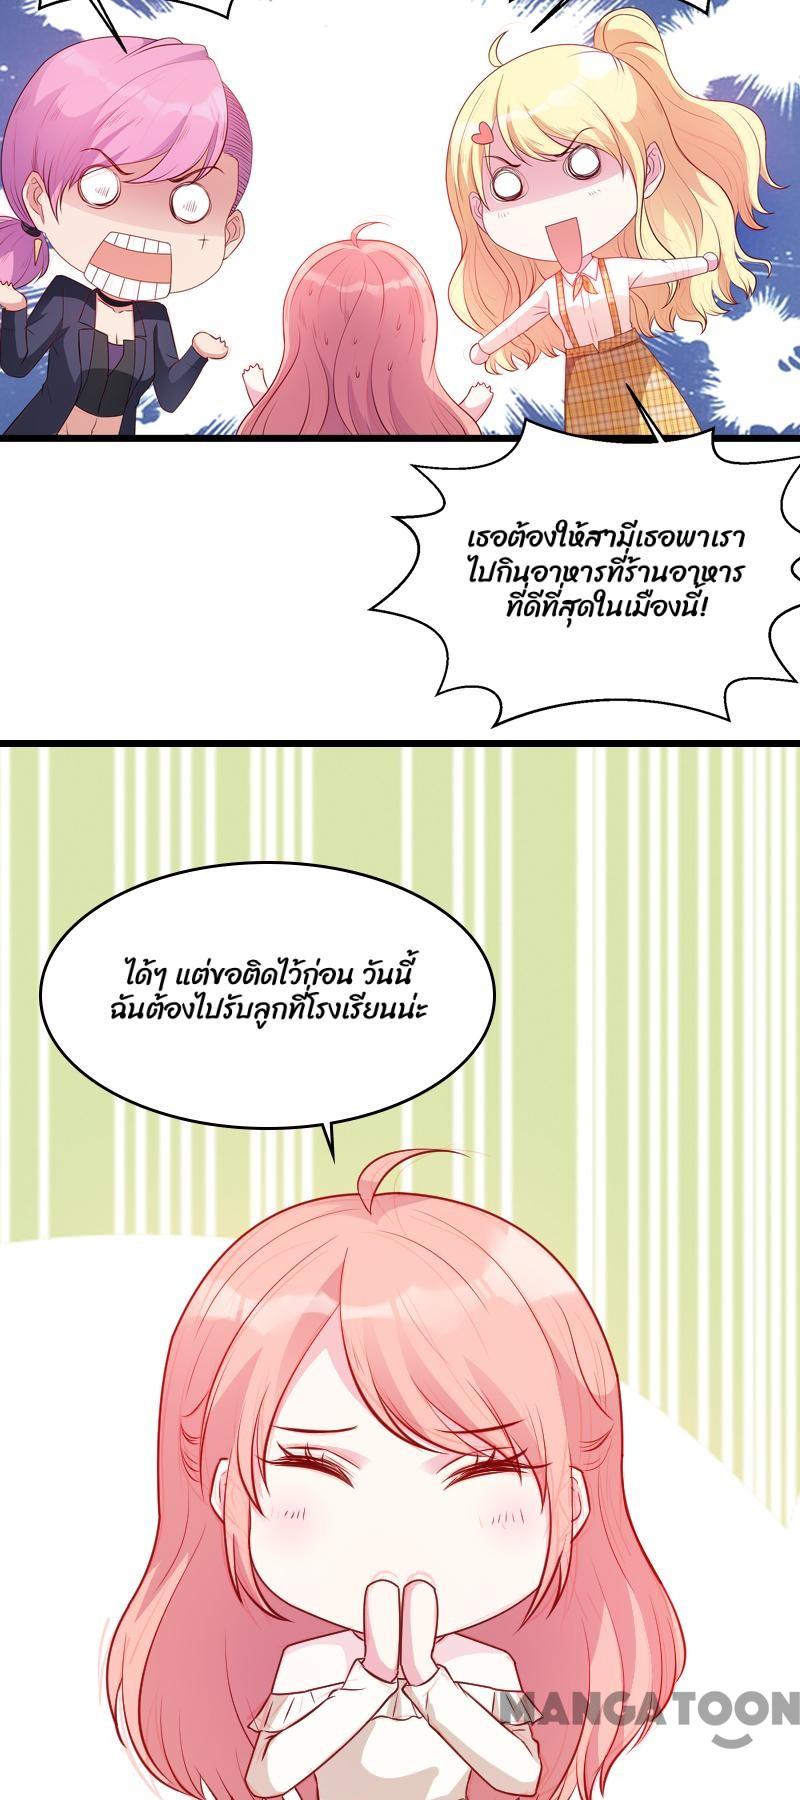 เธอต้องให้สามีเธอพาเรา
ไปกินอาหารที่ร้านอาหาร
ที่ดีที่สุดในเมืองนี้!
ได้ๆ แต่ขอติดไว้ก่อน วันนี้
ฉันต้องไปรับลูกที่โรงเรียนน่ะ
MANGATOON